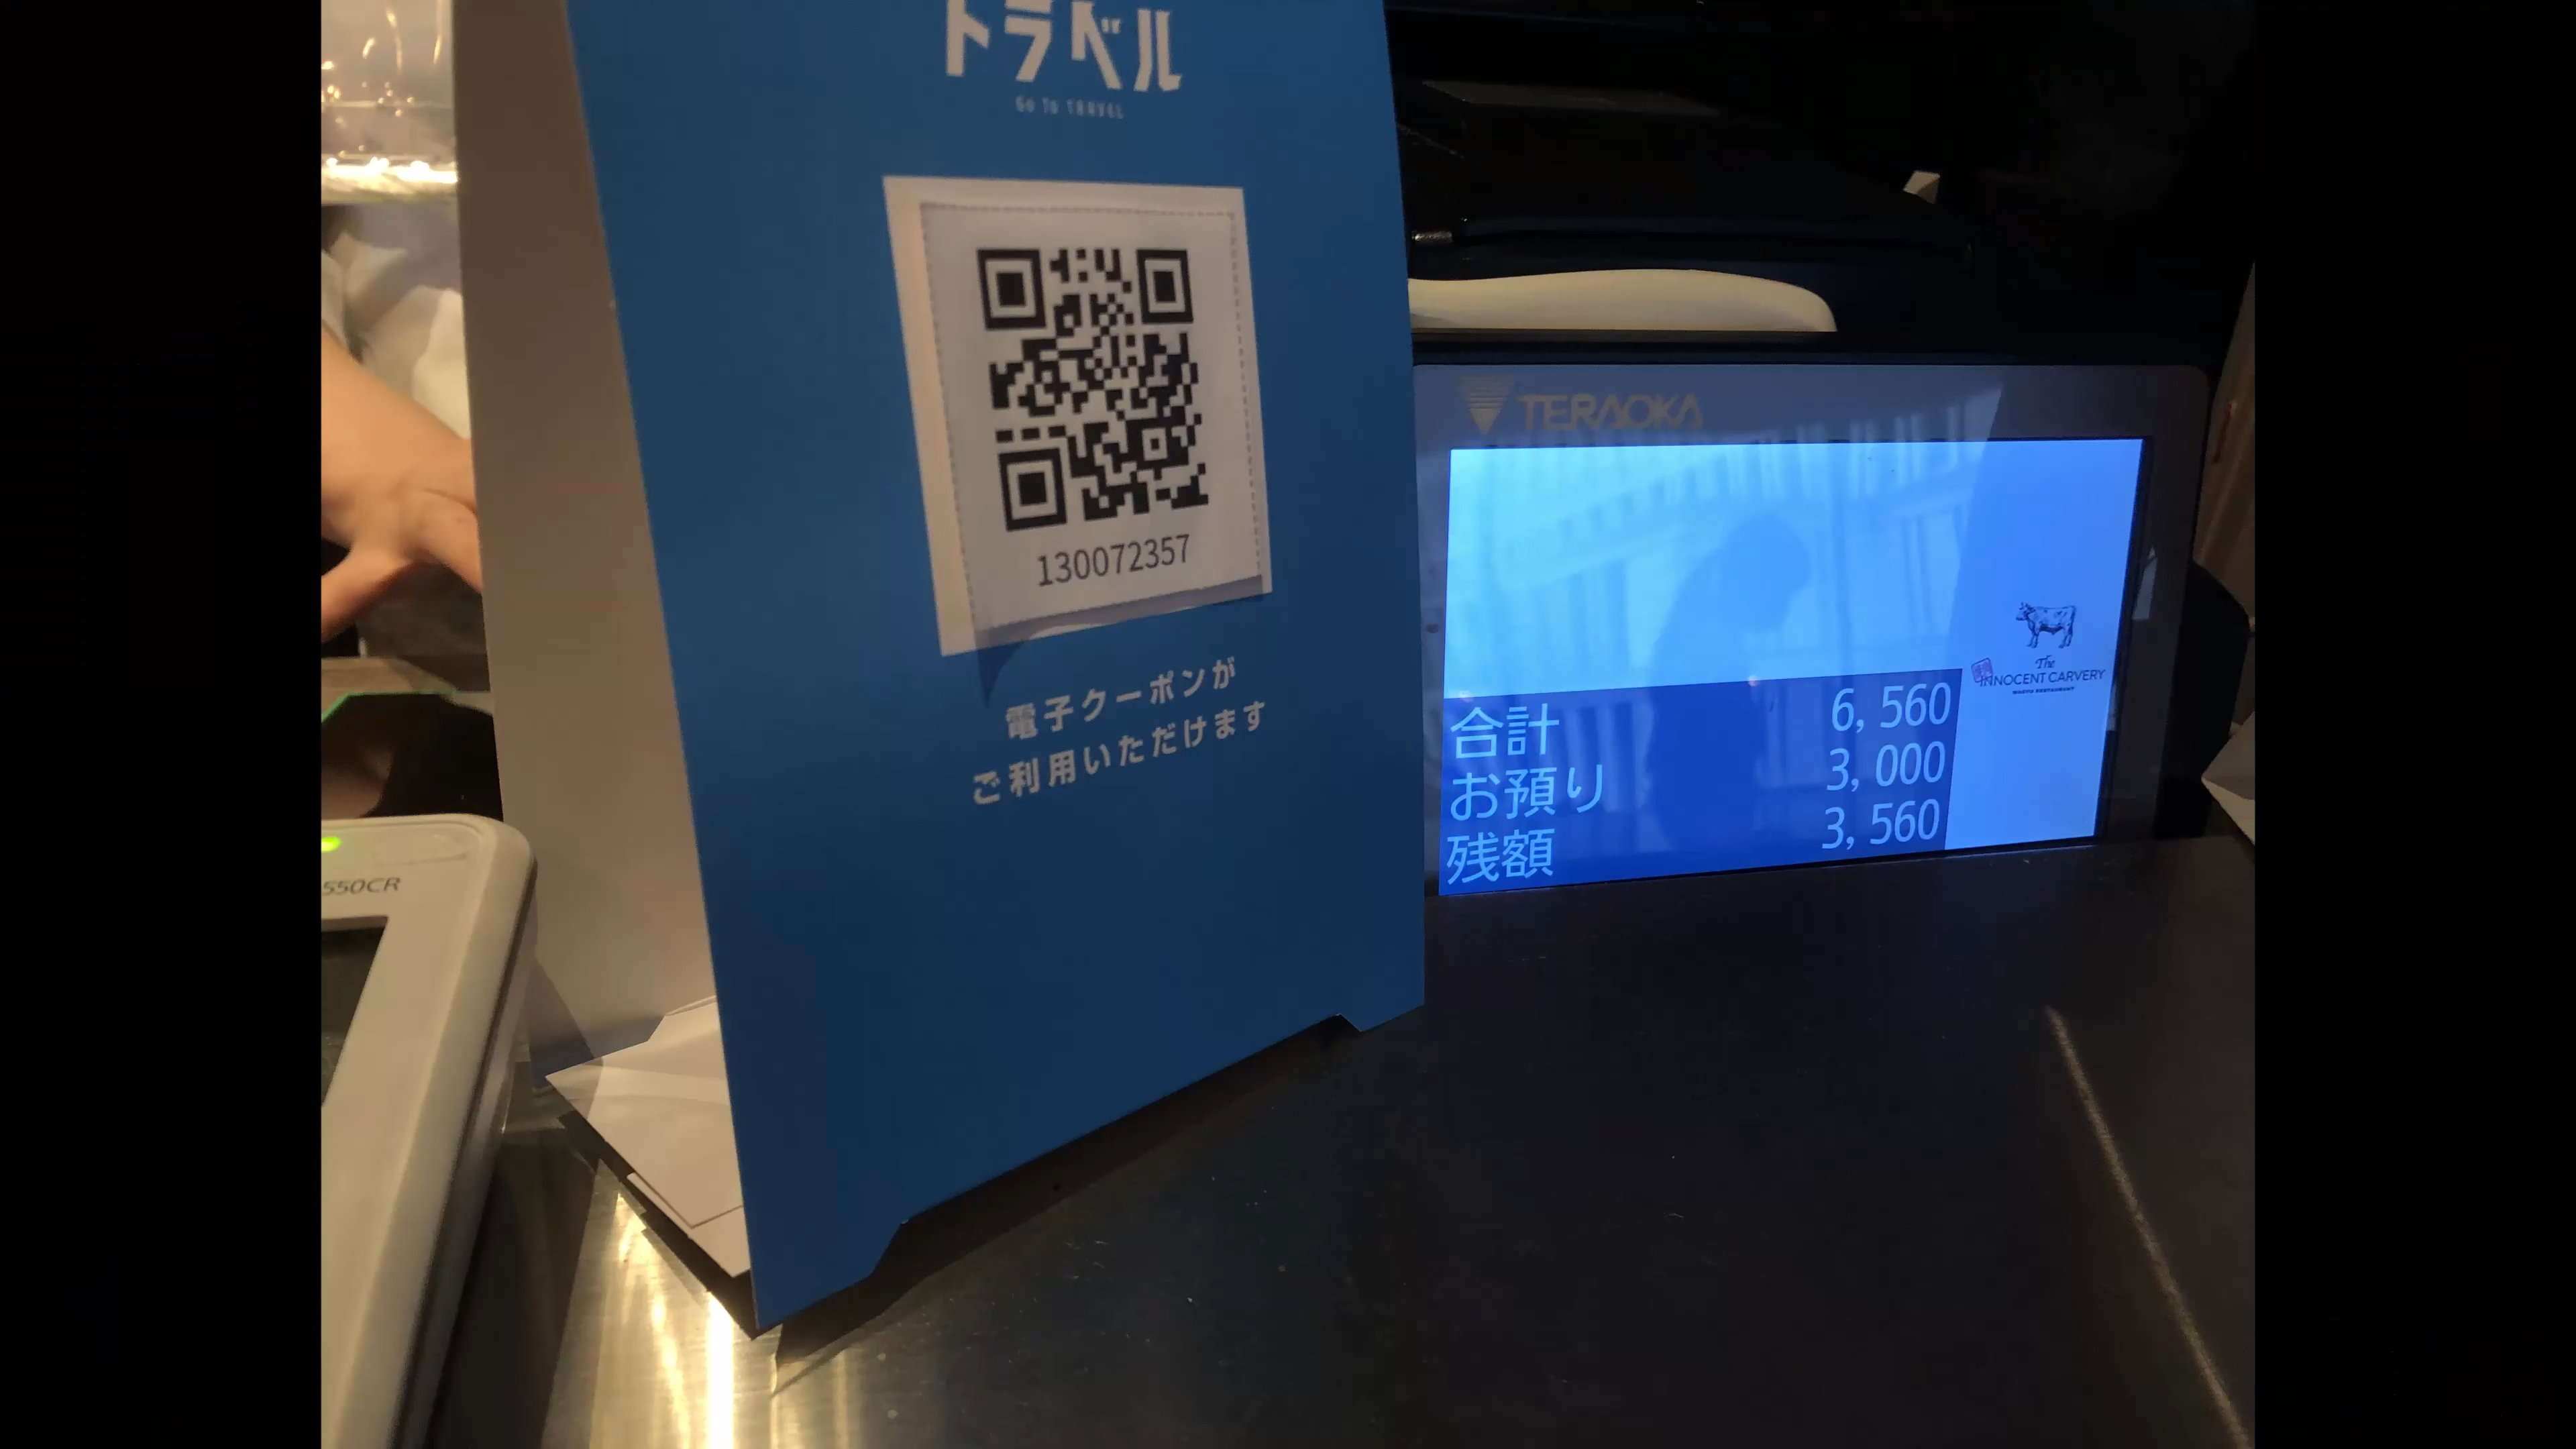 トラベル
Go To TRAVEL
130072357
電子クーポンが
ご利用いただけます
550CR
TERAOKA
The
INNOCENT CARVERY
合計 6,560
お預り 3,000
残額 3,560